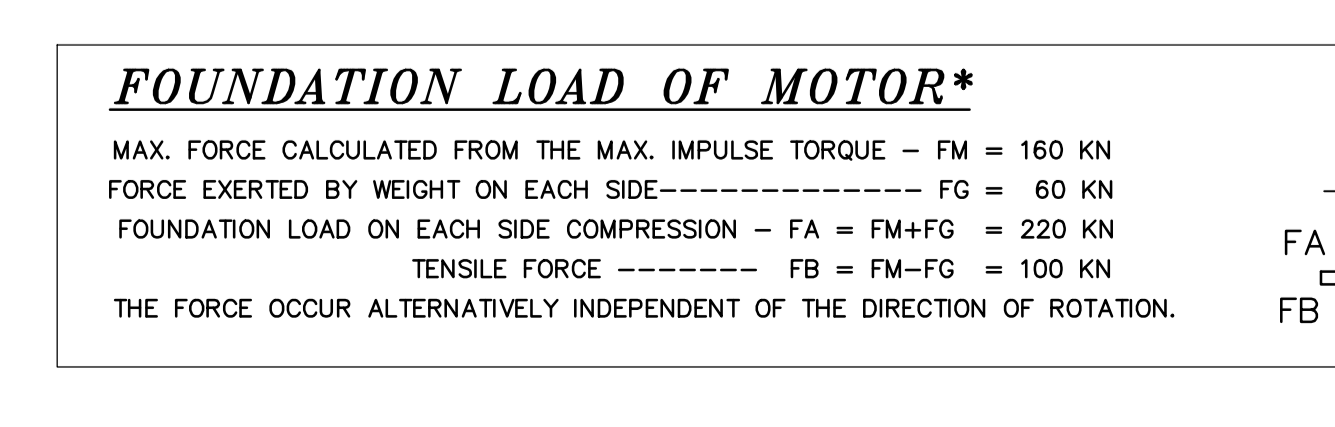 FOUNDATION LOAD OF MOTOR*
MAX. FORCE CALCULATED FROM THE MAX. IMPULSE TORQUE – FM = 160 KN
FORCE EXERTED BY WEIGHT ON EACH SIDE------------- FG = 60 KN
FOUNDATION LOAD ON EACH SIDE COMPRESSION – FA = FM+FG = 220 KN
TENSILE FORCE ------- FB = FM–FG = 100 KN
THE FORCE OCCUR ALTERNATIVELY INDEPENDENT OF THE DIRECTION OF ROTATION.
FA
FB